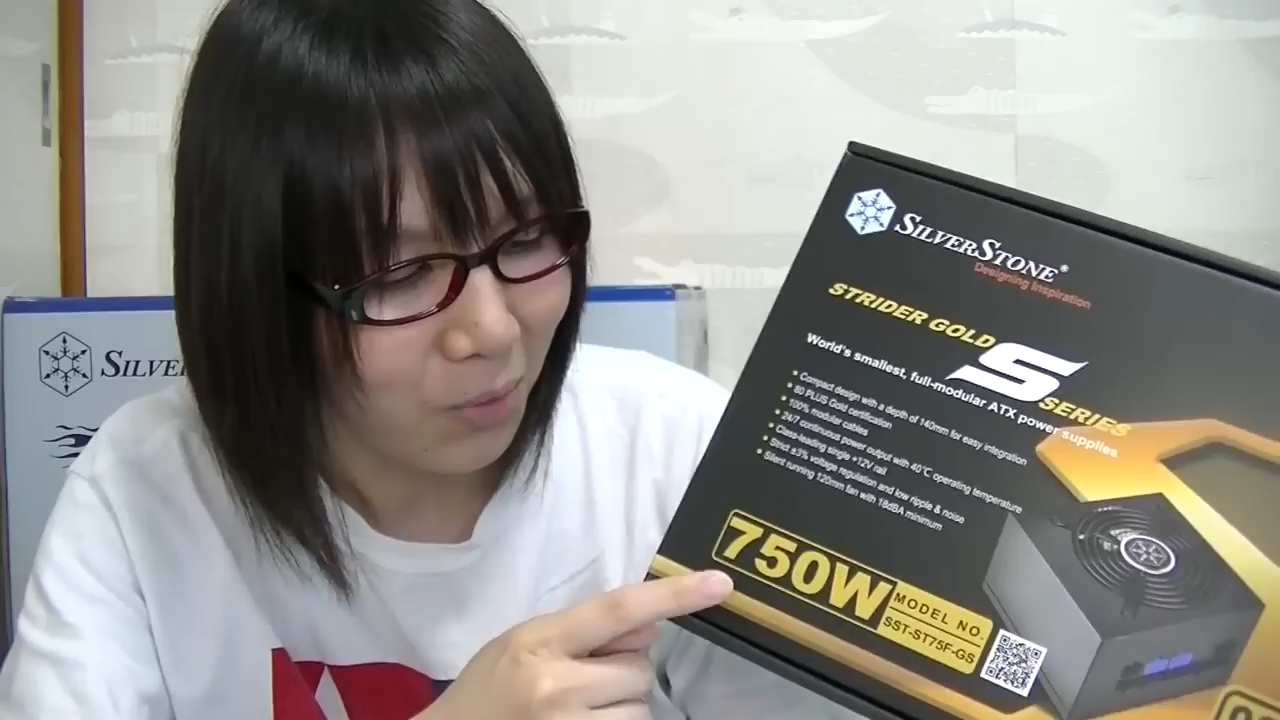 SILVERSTONE®
Designing Inspiration
STRIDER GOLD
S
SERIES
World's smallest, full-modular ATX power supplies
• Compact design with a depth of 140mm for easy integration
• 80 PLUS Gold certification
• 100% modular cables
• 24/7 continuous power output with 40℃ operating temperature
• Class-leading single +12V rail
• Strict ±3% voltage regulation and low ripple & noise
• Silent running 120mm fan with 18dBA minimum
750W
MODEL NO.
SST-ST75F-GS
SILVE